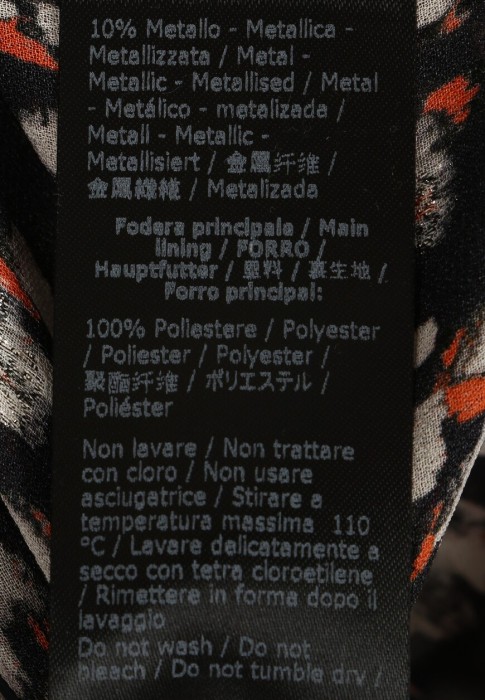 10% Metallo - Metallica -
Metallizzata / Metal -
Metallic - Metallised / Metal
- Metálico - metalizada /
Metall - Metallic -
Metallisiert / 金属纤维 /
金属繊維 / Metalizada
Fodera principale / Main
lining / FORRO /
Hauptfutter / 里料 / 裏生地 /
Forro principal:
100% Poliestere / Polyester
/ Poliester / Polyester /
聚酯纤维 / ポリエステル /
Poliéster
Non lavare / Non trattare
con cloro / Non usare
asciugatrice / Stirare a
temperatura massima 110
°C / Lavare delicatamente a
secco con tetra cloroetilene
/ Rimettere in forma dopo il
lavaggio
Do not wash / Do not
bleach / Do not tumble dry /